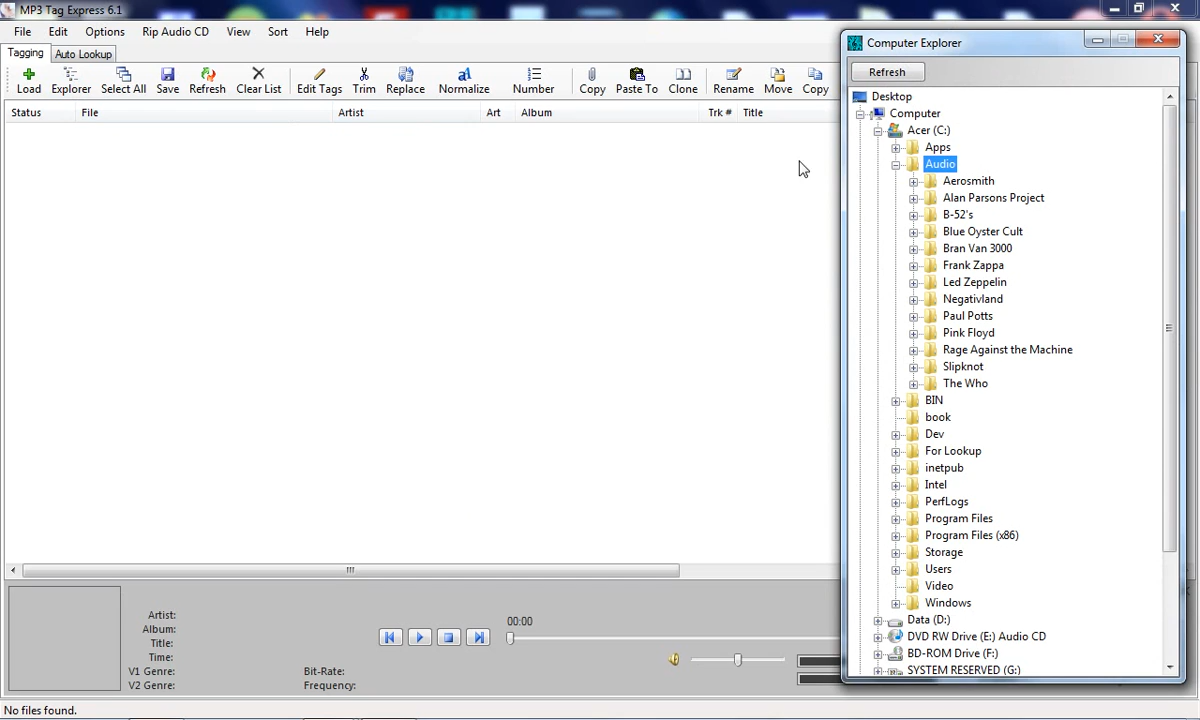 MP3 Tag Express 6.1
File Edit Options Rip Audio CD View Sort Help
Tagging Auto Lookup
Load Explorer Select All Save Refresh Clear List Edit Tags Trim Replace Normalize Number Copy Paste To Clone Rename Move Copy
Status File Artist Art Album Trk # Title
Computer Explorer
Refresh
Desktop
Computer
Acer (C:)
Apps
Audio
Aerosmith
Alan Parsons Project
B-52's
Blue Oyster Cult
Bran Van 3000
Frank Zappa
Led Zeppelin
Negativland
Paul Potts
Pink Floyd
Rage Against the Machine
Slipknot
The Who
BIN
book
Dev
For Lookup
inetpub
Intel
PerfLogs
Program Files
Program Files (x86)
Storage
Users
Video
Windows
Data (D:)
DVD RW Drive (E:) Audio CD
BD-ROM Drive (F:)
SYSTEM RESERVED (G:)
Artist:
Album:
Title:
Time:
V1 Genre: Bit-Rate:
V2 Genre: Frequency:
00:00
No files found.